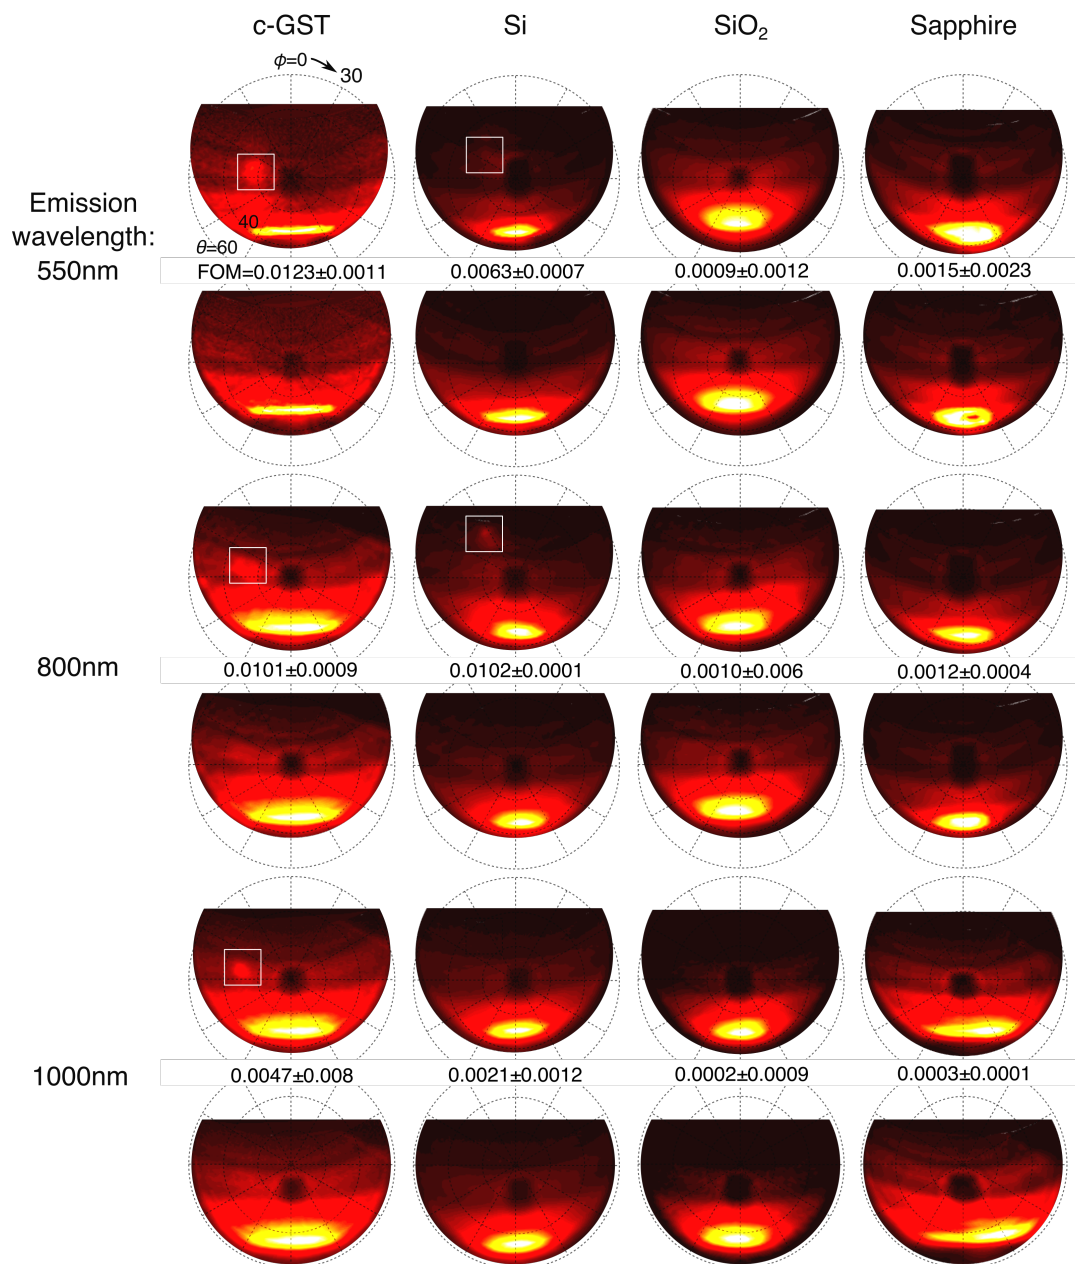 c-GST Si SiO₂ Sapphire
ϕ=0 30
40
θ=60
Emission
wavelength:
550nm FOM=0.0123±0.0011 0.0063±0.0007 0.0009±0.0012 0.0015±0.0023
800nm 0.0101±0.0009 0.0102±0.0001 0.0010±0.006 0.0012±0.0004
1000nm 0.0047±0.008 0.0021±0.0012 0.0002±0.0009 0.0003±0.0001